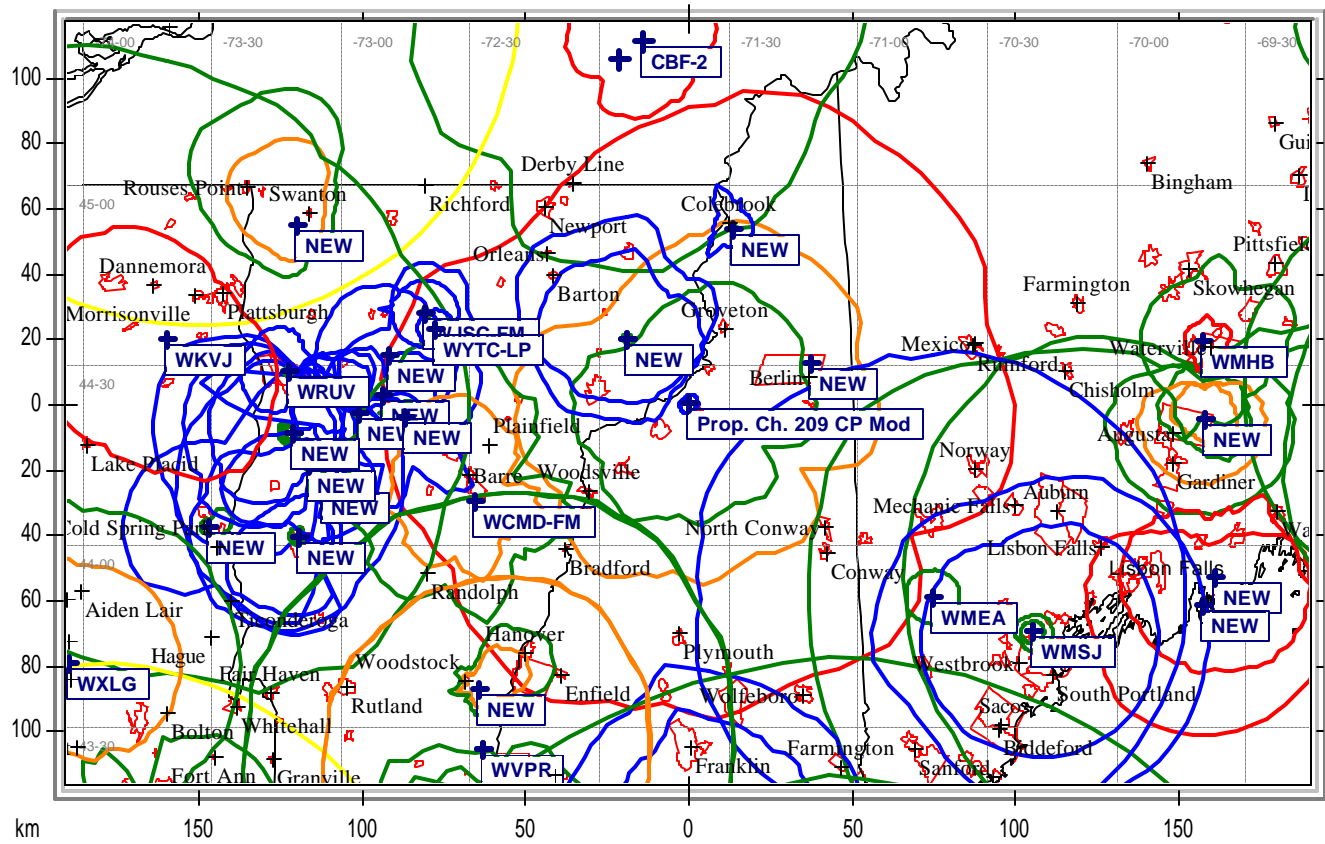 -73-30
-73-00
-72-30
-71-30
-71-00
-70-30
-70-00
-69-30
CBF-2
100
80
60
40
20
0
20
40
60
80
100
Derby Line
Bingham
Rouses Point
Swanton
Richford
Colebrook
45-00
Newport
NEW
NEW
Orleans
Pittsfiel
Dannemora
Barton
Farmington
Skowhegan
Morrisonville
Plattsburgh
Groveton
WJSC-FM
WYTC-LP
WKVJ
NEW
Mexico
Rumford
Waterville
WMHB
NEW
WRUV
Berlin
NEW
Chisholm
44-30
NEW
Prop. Ch. 209 CP Mod
NEW
Plainfield
Augusta
NEW
NEW
Lake Placid
Norway
Barre
Woodsville
Gardiner
NEW
NEW
Mechanic Falls
Auburn
WCMD-FM
North Conway
NEW
NEW
Lisbon Falls
44-00
Bradford
Conway
Lisbon Falls
Randolph
NEW
Aiden Lair
Ticonderoga
WMEA
NEW
Hanover
Hague
Plymouth
WMSJ
Woodstock
Westbrook
WXLG
Fair Haven
Enfield
Wolfeboro
South Portland
Rutland
NEW
Saco
Whitehall
Bolton
Farmington
Biddeford
Franklin
Sanford
WVPR
Fort Ann
Granville
km
150
100
50
0
50
100
150